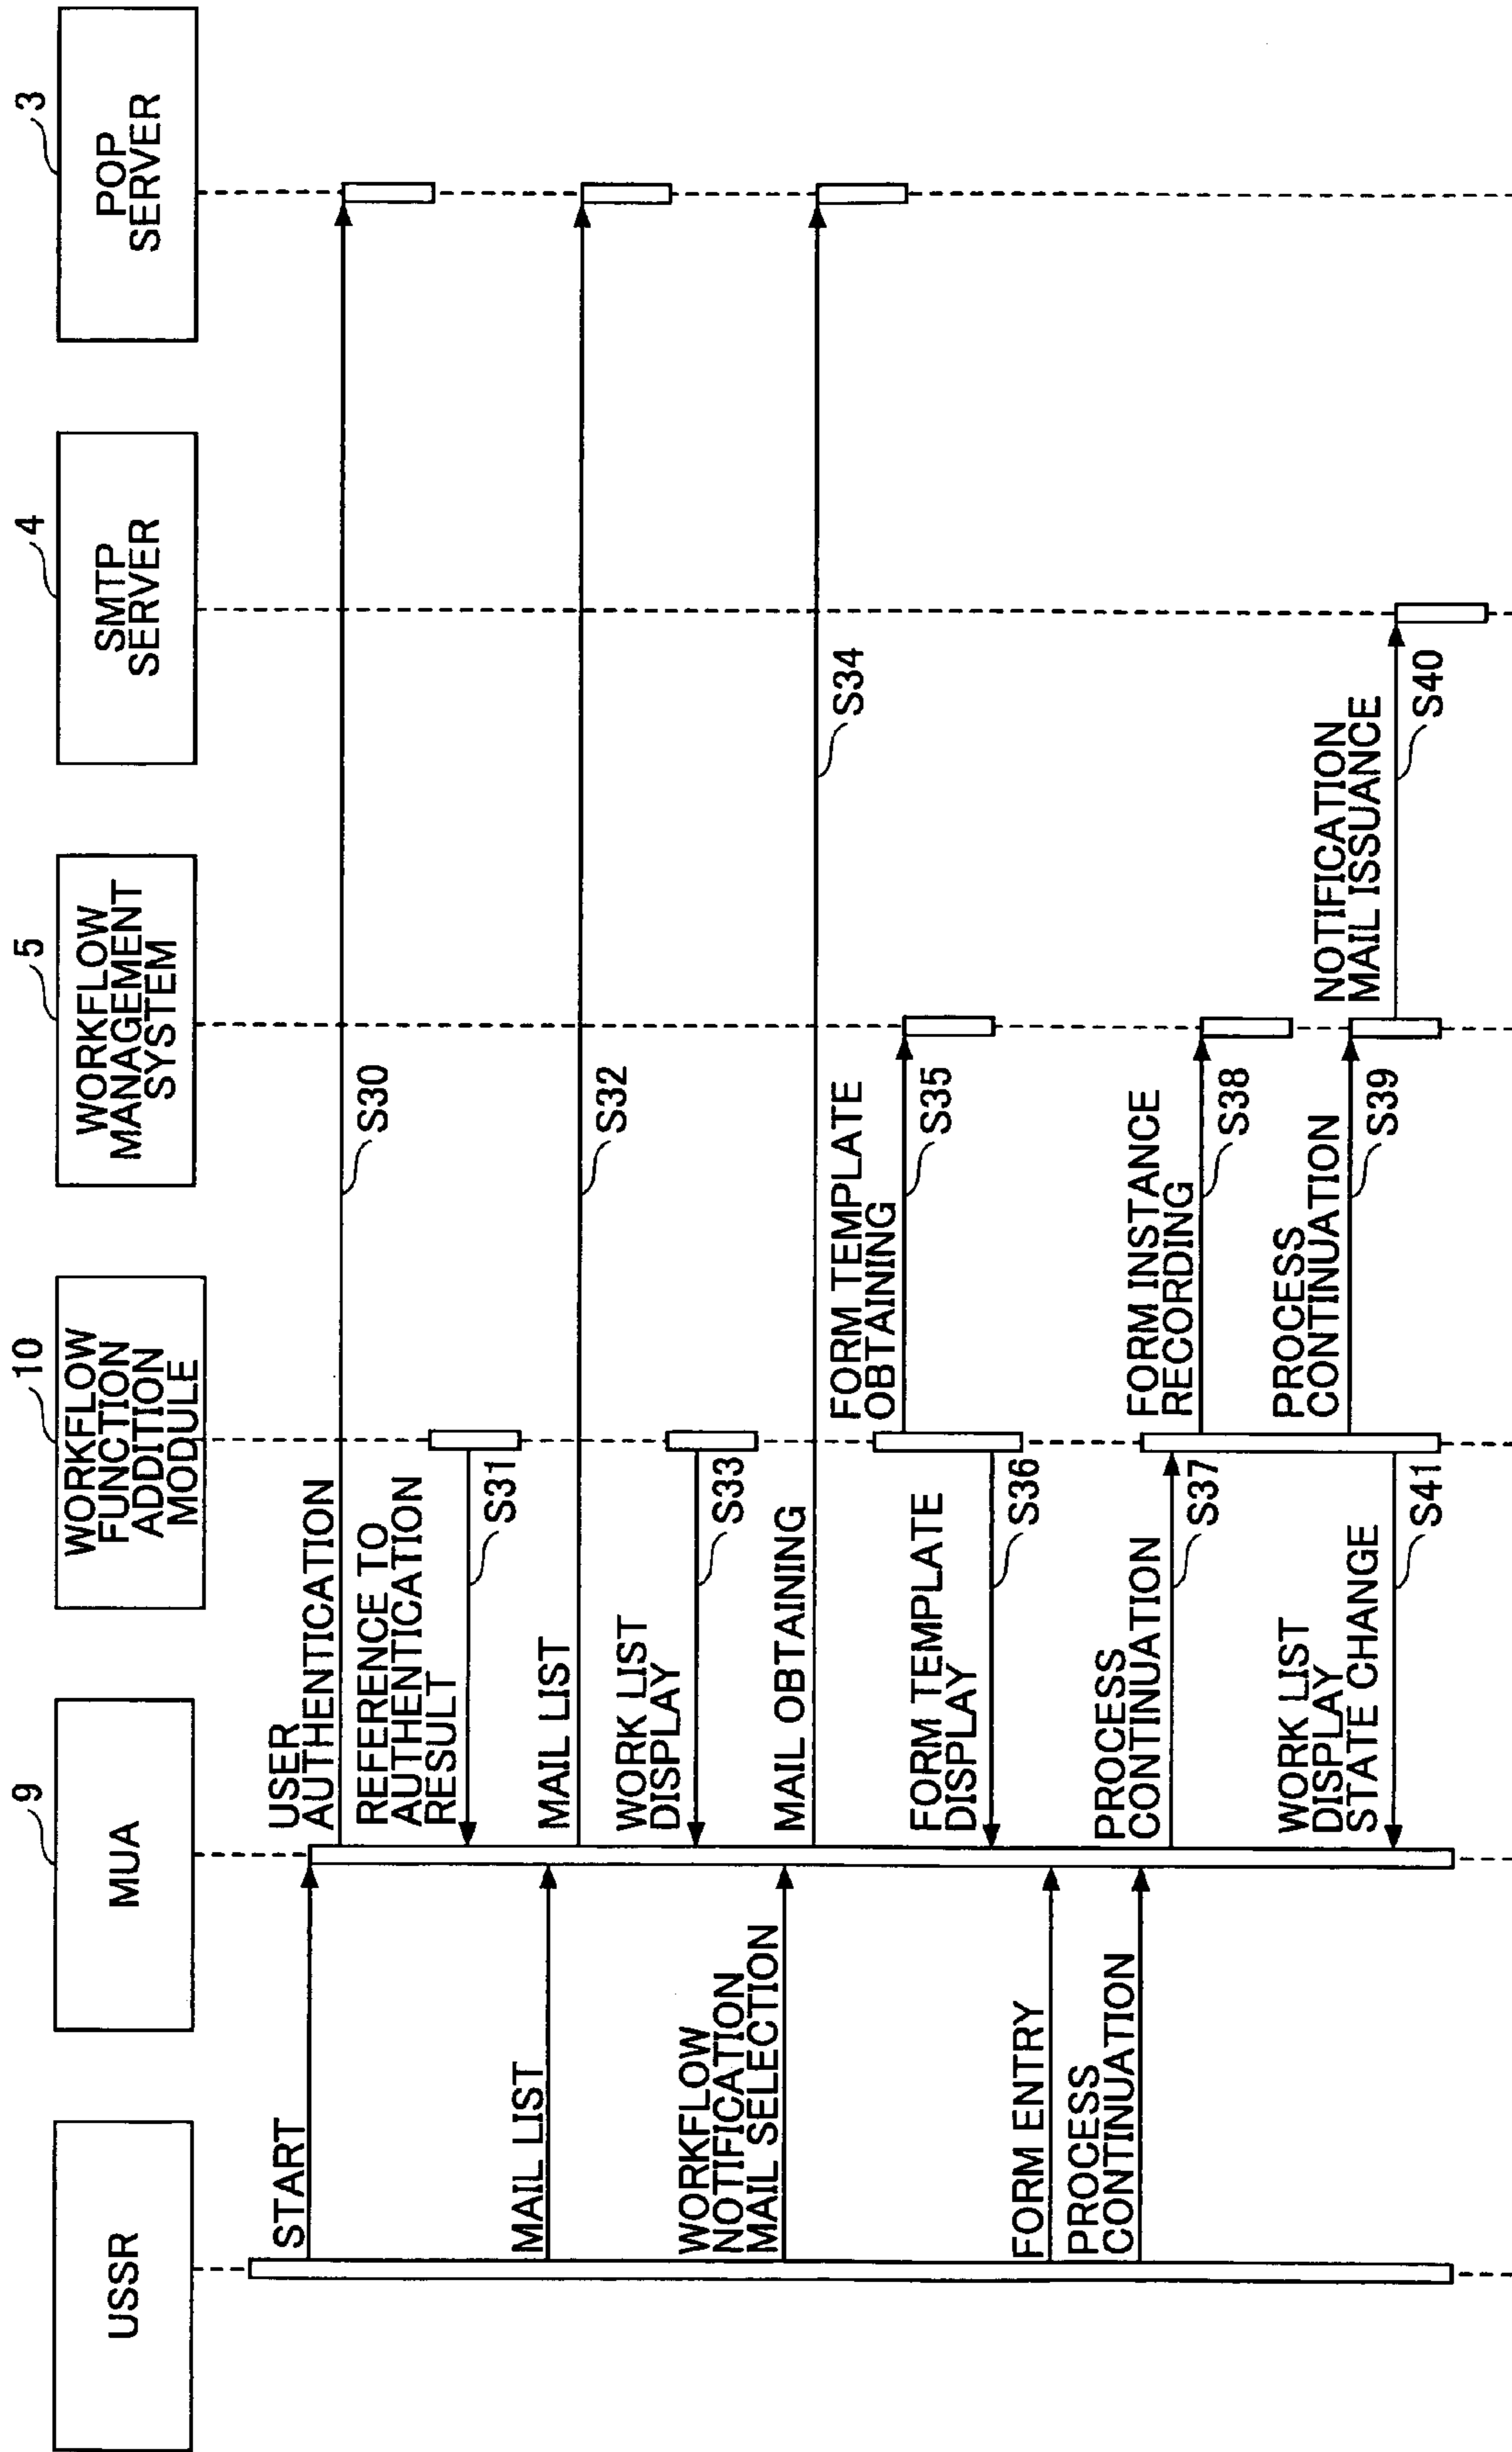 USSR
9
MUA
10
WORKFLOW
FUNCTION
ADDITION
MODULE
5
WORKFLOW
MANAGEMENT
SYSTEM
4
SMTP
SERVER
3
POP
SERVER
START
USER
AUTHENTICATION
S30
REFERENCE TO
AUTHENTICATION
RESULT
S31
MAIL LIST
MAIL LIST
S32
WORK LIST
DISPLAY
S33
WORKFLOW
NOTIFICATION
MAIL SELECTION
MAIL OBTAINING
S34
FORM TEMPLATE
OBTAINING
S35
FORM TEMPLATE
DISPLAY
S36
FORM ENTRY
PROCESS
CONTINUATION
PROCESS
CONTINUATION
S37
FORM INSTANCE
RECORDING
S38
PROCESS
CONTINUATION
S39
NOTIFICATION
MAIL ISSUANCE
S40
WORK LIST
DISPLAY
STATE CHANGE
S41